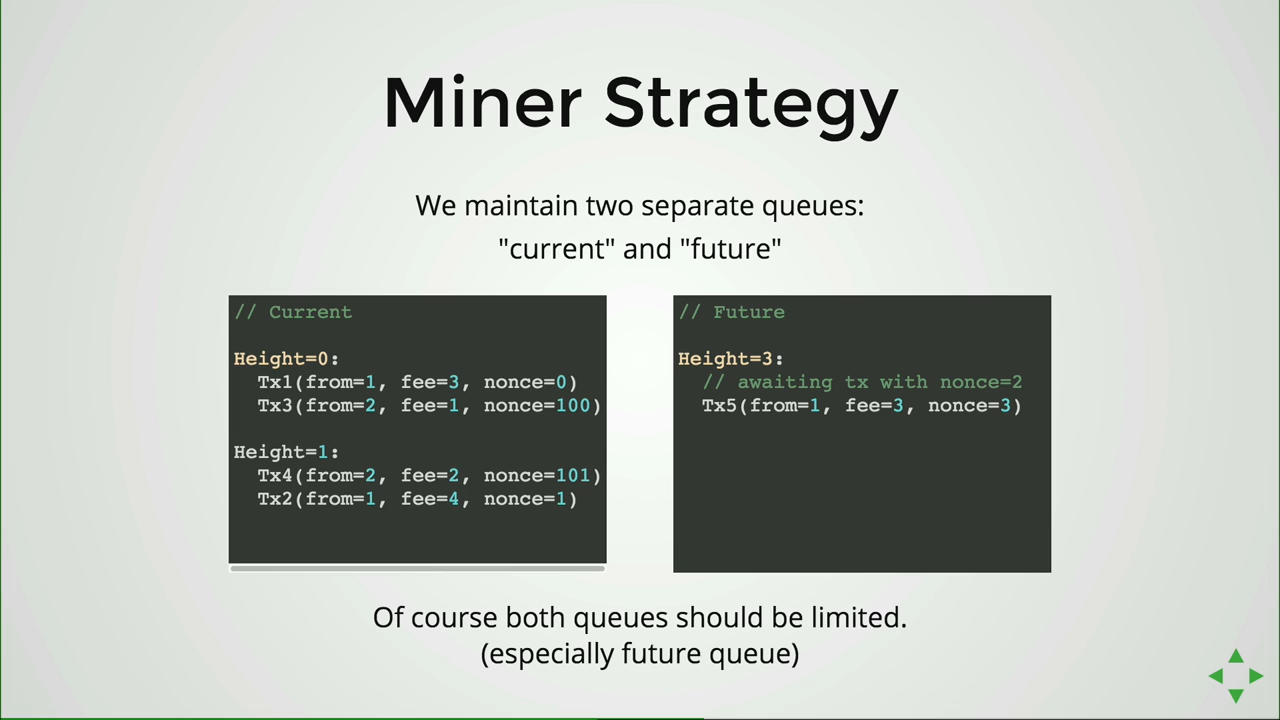 Miner Strategy
We maintain two separate queues:
"current" and "future"
// Current
Height=0:
Tx1(from=1, fee=3, nonce=0)
Tx3(from=2, fee=1, nonce=100)
Height=1:
Tx4(from=2, fee=2, nonce=101)
Tx2(from=1, fee=4, nonce=1)
// Future
Height=3:
// awaiting tx with nonce=2
Tx5(from=1, fee=3, nonce=3)
Of course both queues should be limited.
(especially future queue)